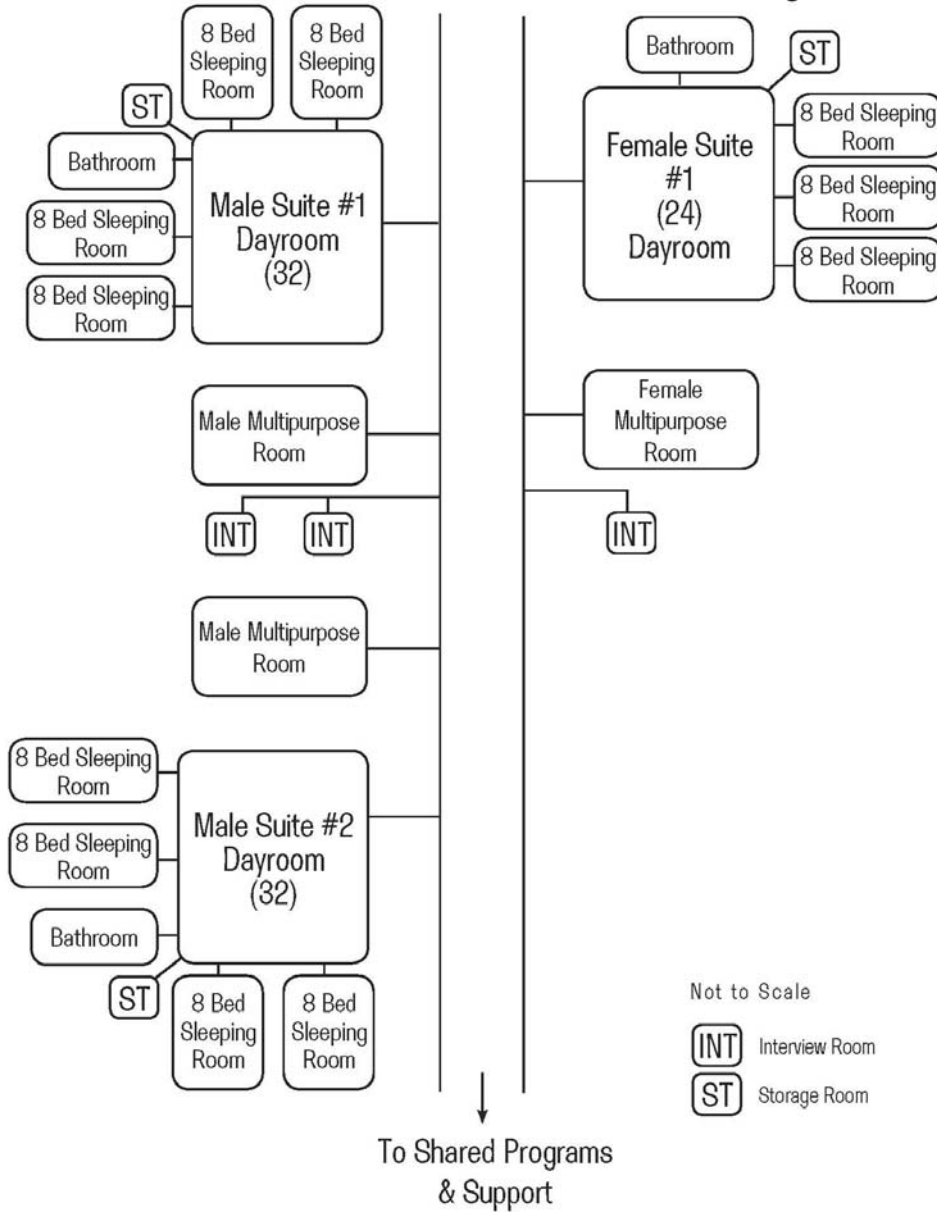 8 Bed
Sleeping
Room
8 Bed
Sleeping
Room
ST
Bathroom
8 Bed Sleeping
Room
8 Bed Sleeping
Room
Male Suite #1
Dayroom
(32)
Bathroom
ST
Female Suite
#1
(24)
Dayroom
8 Bed Sleeping
Room
8 Bed Sleeping
Room
8 Bed Sleeping
Room
Male Multipurpose
Room
Female
Multipurpose
Room
INT
INT
INT
Male Multipurpose
Room
8 Bed Sleeping
Room
8 Bed Sleeping
Room
Bathroom
ST
Male Suite #2
Dayroom
(32)
8 Bed
Sleeping
Room
8 Bed
Sleeping
Room
Not to Scale
INT Interview Room
ST Storage Room
To Shared Programs
& Support